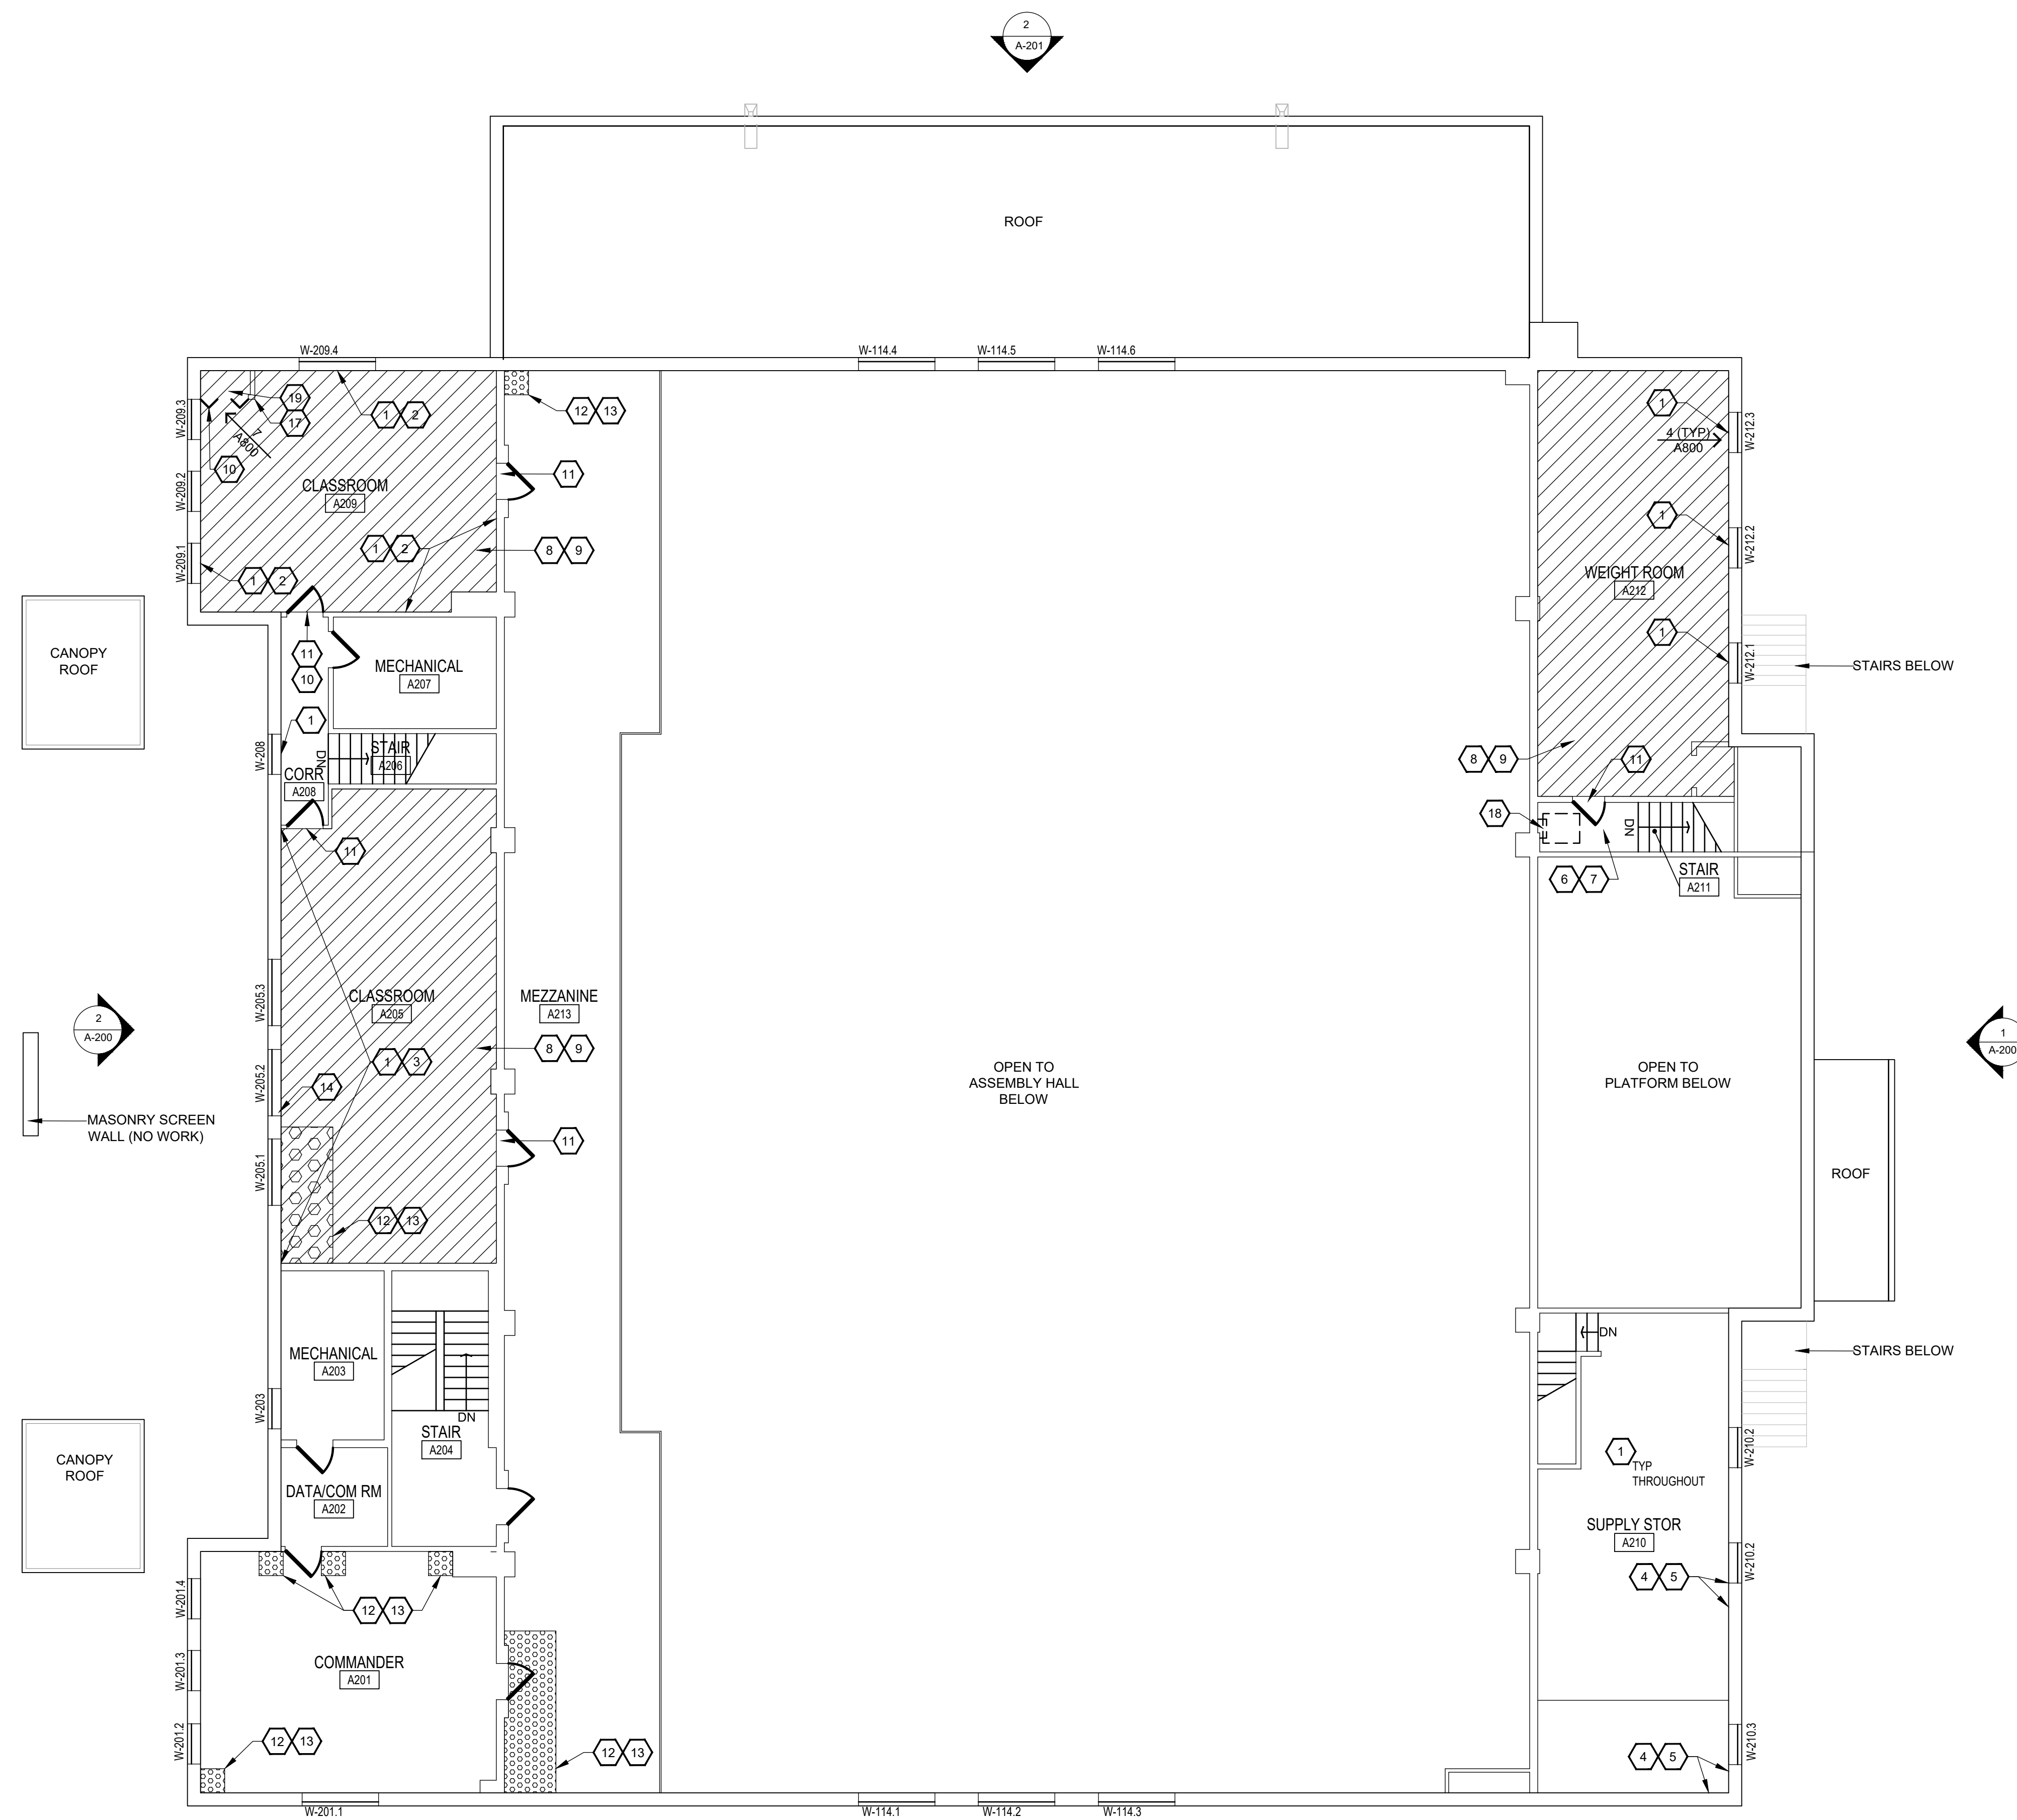 2
A-201
ROOF
W-209.4
W-114.4
W-114.5
W-114.6
W-209.3
19
17
1
2
12
13
7
A800
10
W-209.2
CLASSROOM
A209
11
1
2
8
9
W-209.1
1
2
1
4 (TYP)
A800
W-212.3
1
W-212.2
WEIGHT ROOM
A212
1
W-212.1
STAIRS BELOW
CANOPY
ROOF
11
10
MECHANICAL
A207
1
W-208
DN
STAIR
A206
CORR
A208
11
8
9
11
18
DN
6
7
STAIR
A211
W-205.3
CLASSROOM
A205
MEZZANINE
A213
8
9
1
3
2
A-200
W-205.2
14
MASONRY SCREEN
WALL (NO WORK)
11
W-205.1
12
13
OPEN TO
ASSEMBLY HALL
BELOW
OPEN TO
PLATFORM BELOW
1
A-200
ROOF
MECHANICAL
A203
W-203
DN
STAIR
A204
DN
STAIRS BELOW
CANOPY
ROOF
DATA/COM RM
A202
1
TYP
THROUGHOUT
W-210.2
SUPPLY STOR
A210
W-210.2
4
5
W-201.4
12
13
W-201.3
COMMANDER
A201
W-201.2
12
13
12
13
4
5
W-210.3
W-201.1
W-114.1
W-114.2
W-114.3